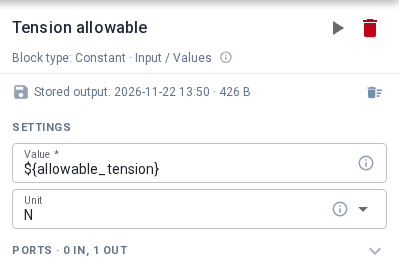 Tension allowable
Block type: Constant · Input / Values
Stored output: 2026-11-22 13:50 · 426 B
SETTINGS
Value *
${allowable_tension}
Unit
N
PORTS · 0 IN, 1 OUT